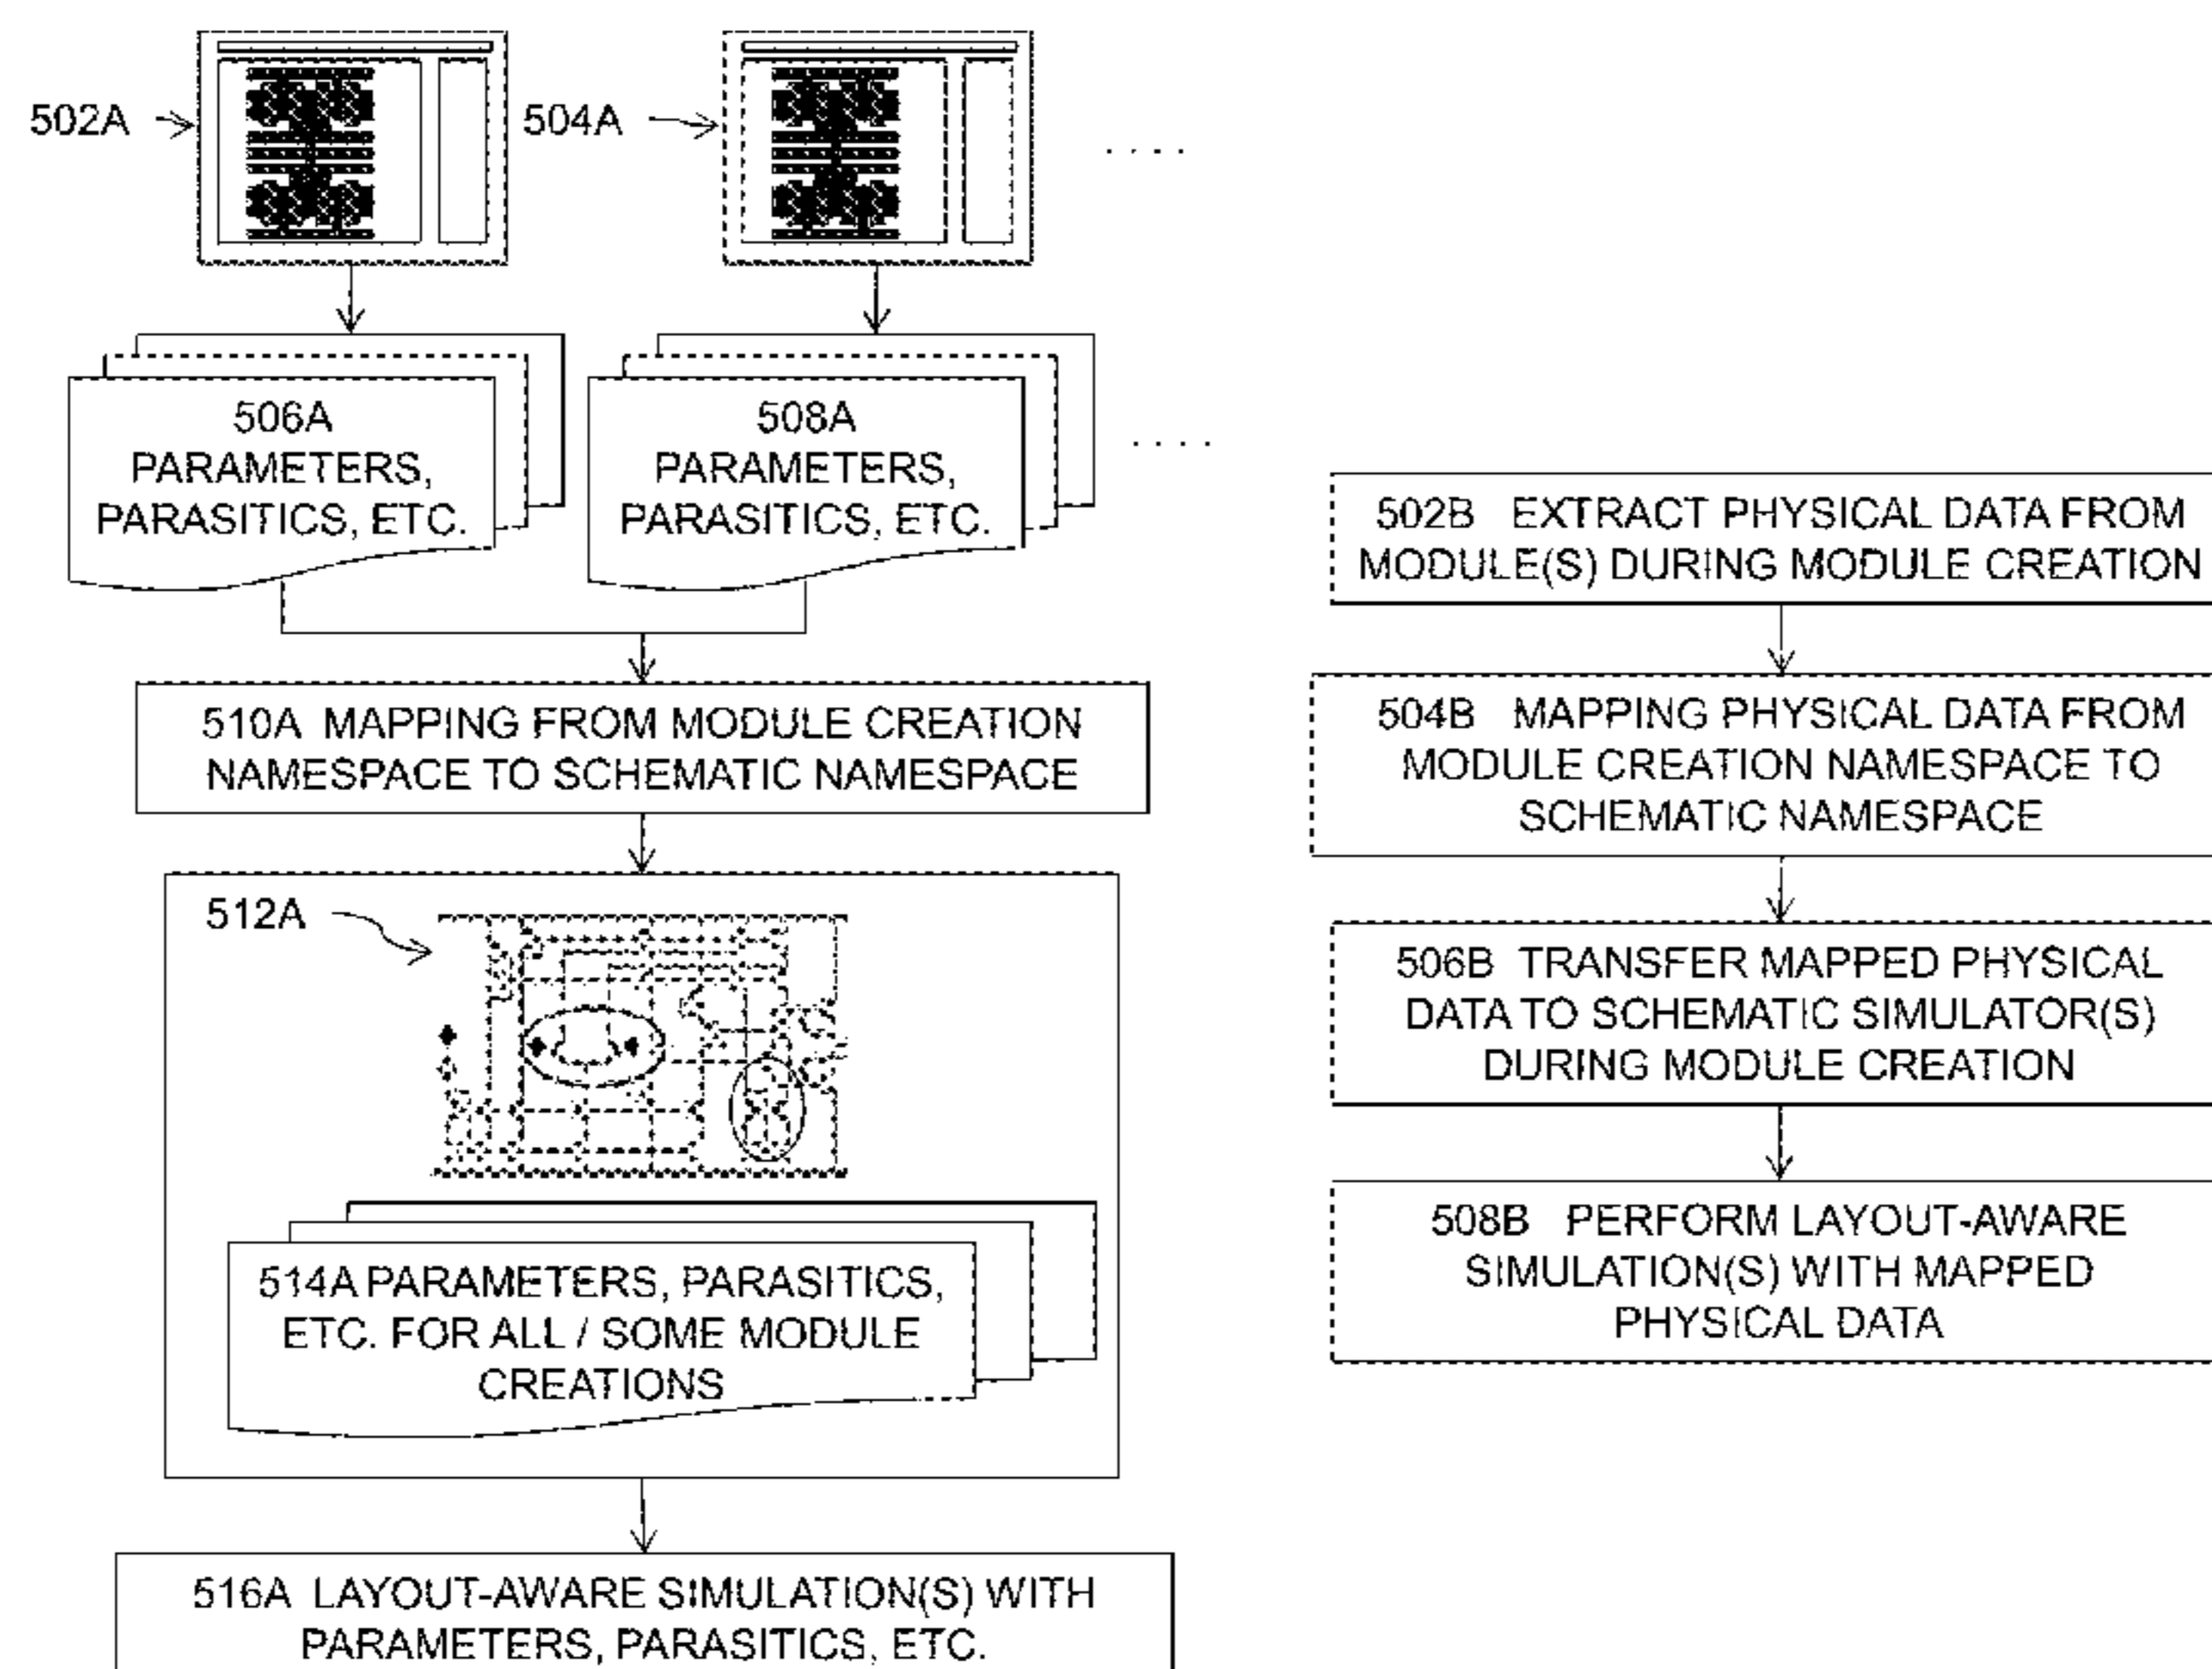 502A
504A
. . . .
506A
PARAMETERS,
PARASITICS, ETC.
508A
PARAMETERS,
PARASITICS, ETC.
. . . .
510A MAPPING FROM MODULE CREATION
NAMESPACE TO SCHEMATIC NAMESPACE
512A
514A PARAMETERS, PARASITICS,
ETC. FOR ALL / SOME MODULE
CREATIONS
516A LAYOUT-AWARE SIMULATION(S) WITH
PARAMETERS, PARASITICS, ETC.
502B EXTRACT PHYSICAL DATA FROM
MODULE(S) DURING MODULE CREATION
504B MAPPING PHYSICAL DATA FROM
MODULE CREATION NAMESPACE TO
SCHEMATIC NAMESPACE
506B TRANSFER MAPPED PHYSICAL
DATA TO SCHEMATIC SIMULATOR(S)
DURING MODULE CREATION
508B PERFORM LAYOUT-AWARE
SIMULATION(S) WITH MAPPED
PHYSICAL DATA